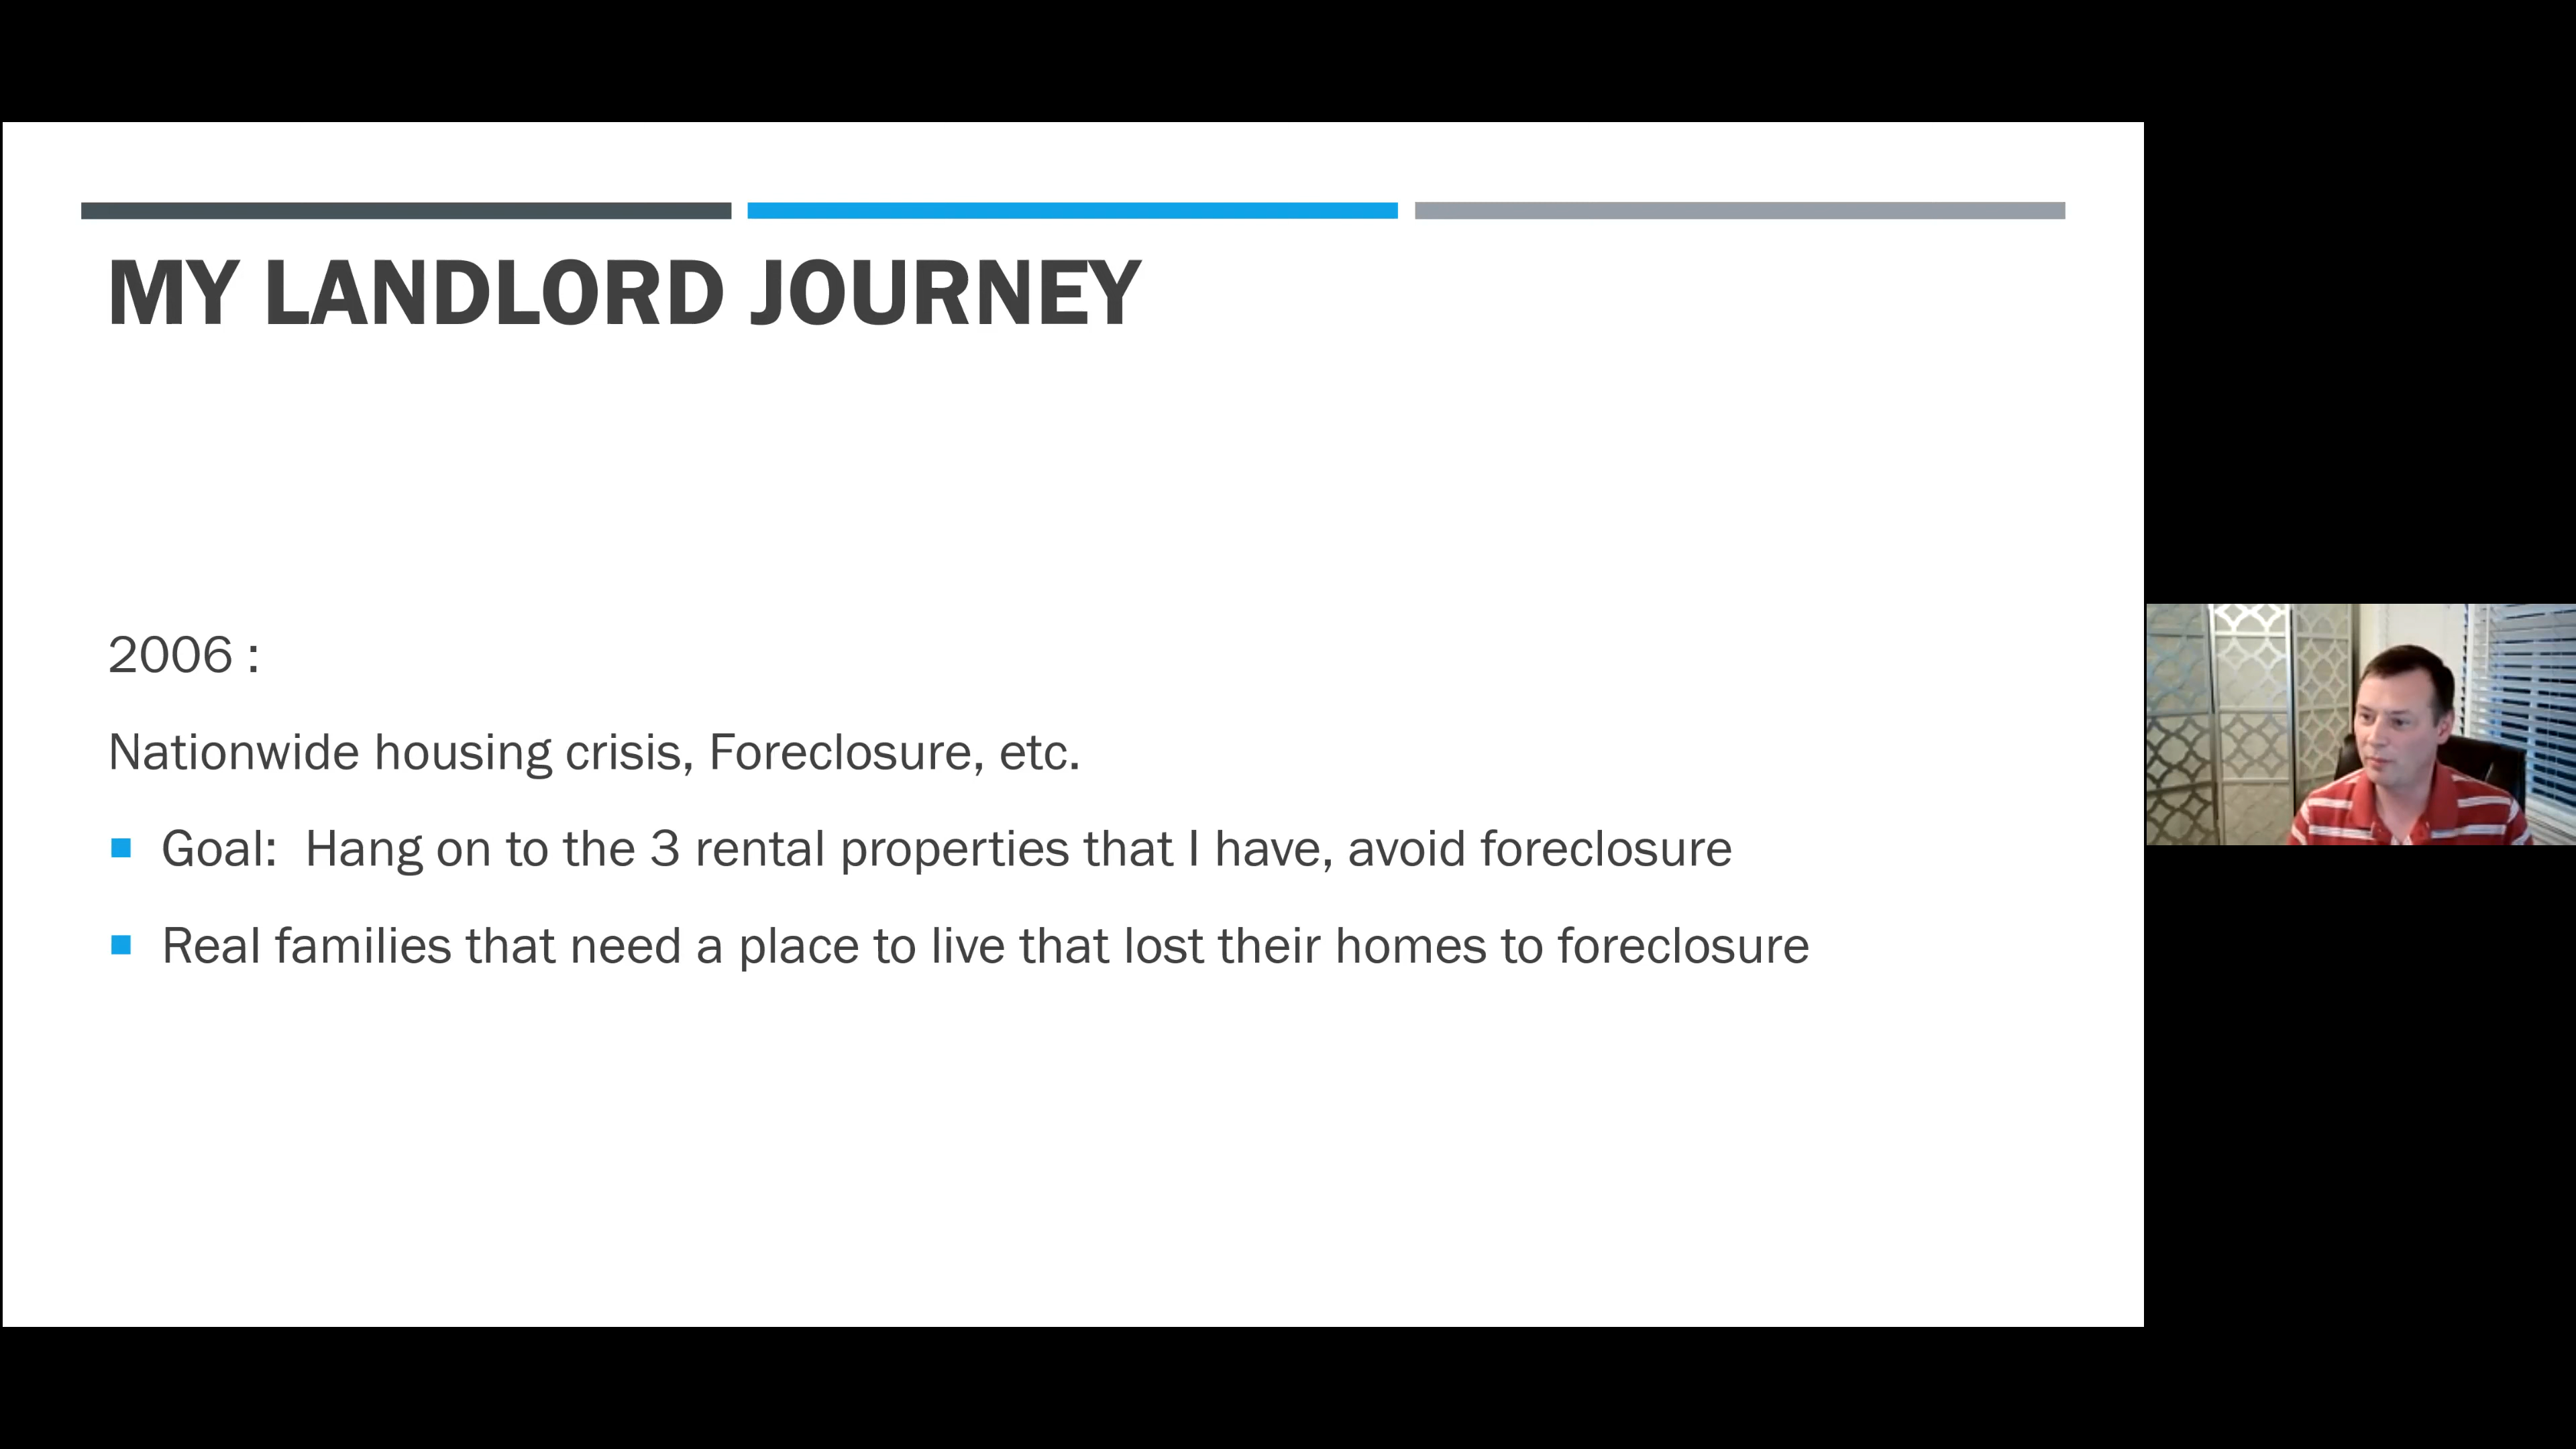 MY LANDLORD JOURNEY
2006 :
Nationwide housing crisis, Foreclosure, etc.
Goal:  Hang on to the 3 rental properties that I have, avoid foreclosure
Real families that need a place to live that lost their homes to foreclosure